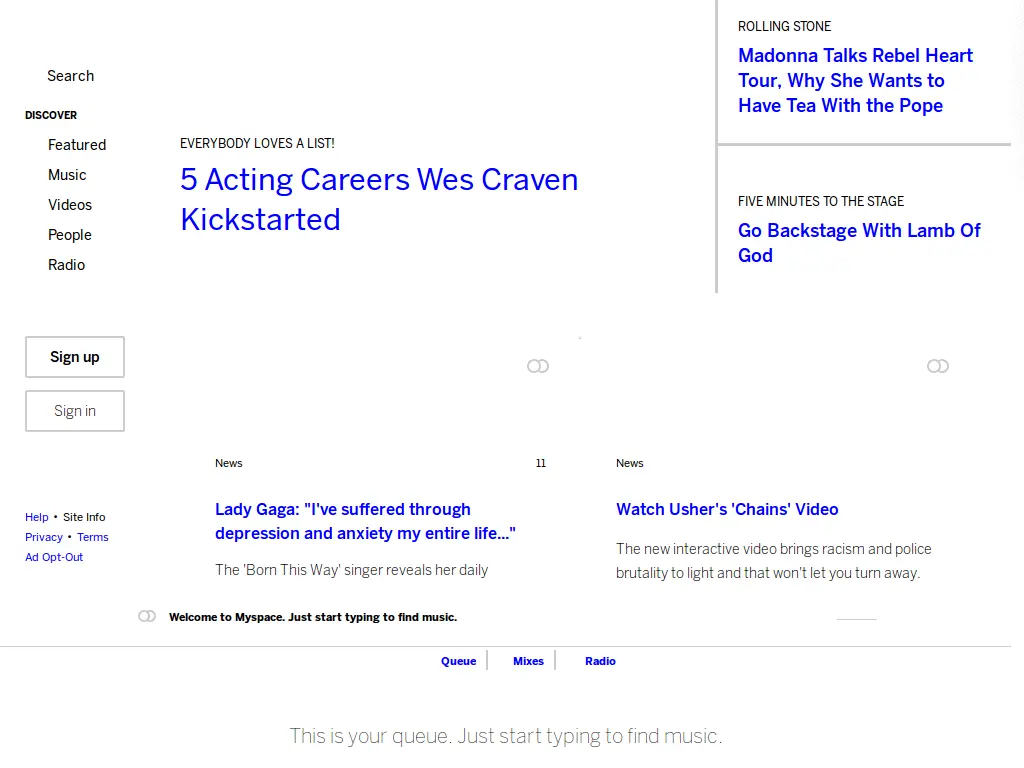 Search
DISCOVER
Featured
Music
Videos
People
Radio
Sign up
Sign in
Help • Site Info
Privacy • Terms
Ad Opt-Out
EVERYBODY LOVES A LIST!
5 Acting Careers Wes Craven
Kickstarted
ROLLING STONE
Madonna Talks Rebel Heart
Tour, Why She Wants to
Have Tea With the Pope
FIVE MINUTES TO THE STAGE
Go Backstage With Lamb Of
God
News 11
Lady Gaga: "I've suffered through
depression and anxiety my entire life..."
The 'Born This Way' singer reveals her daily
News
Watch Usher's 'Chains' Video
The new interactive video brings racism and police
brutality to light and that won't let you turn away.
Welcome to Myspace. Just start typing to find music.
Queue Mixes Radio
This is your queue. Just start typing to find music.